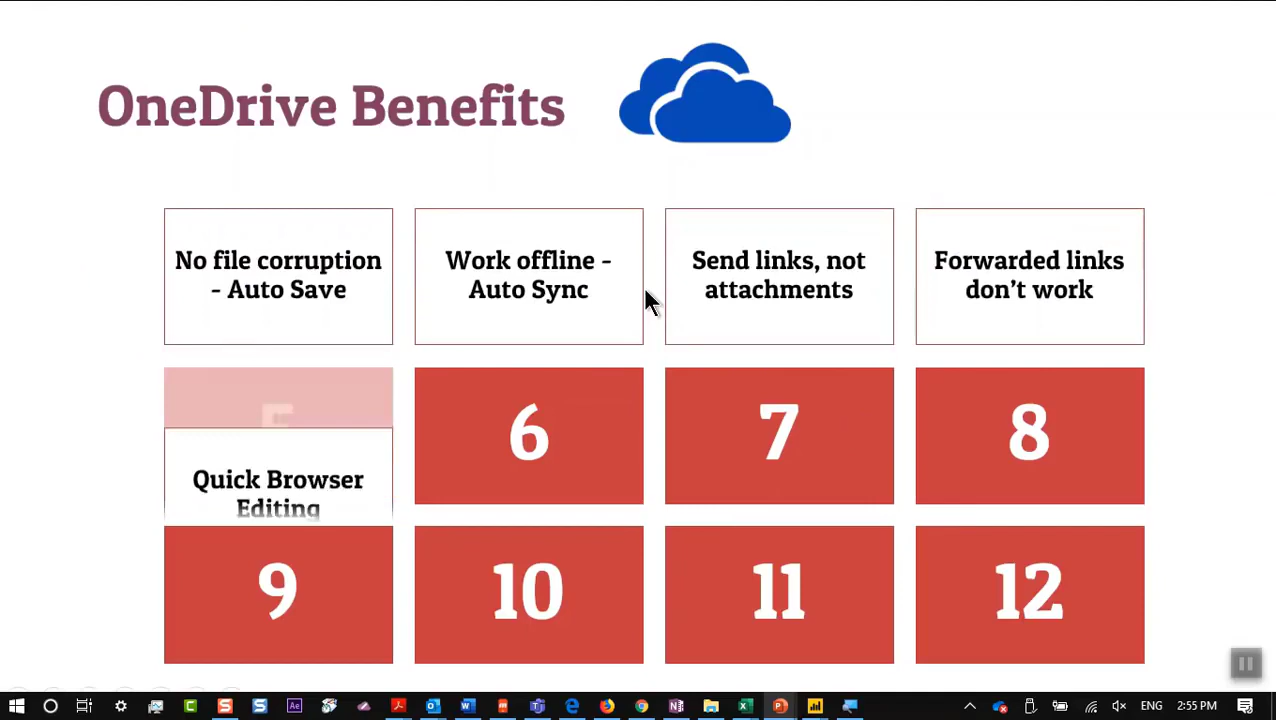 OneDrive Benefits
No file corruption
- Auto Save
Work offline -
Auto Sync
Send links, not
attachments
Forwarded links
don’t work
5
6
7
8
Quick Browser
Editing
9
10
11
12
ENG
2:55 PM